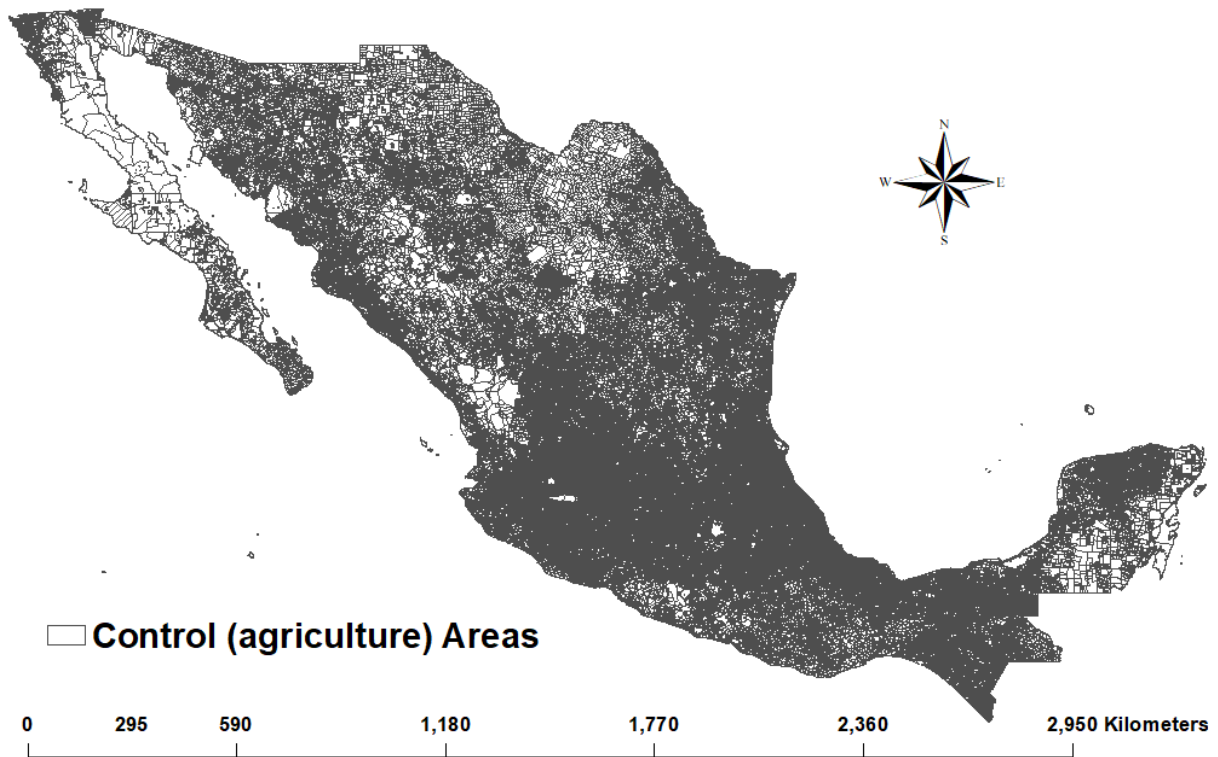 N
W E
S
Control (agriculture) Areas
0 295 590 1,180 1,770 2,360 2,950 Kilometers